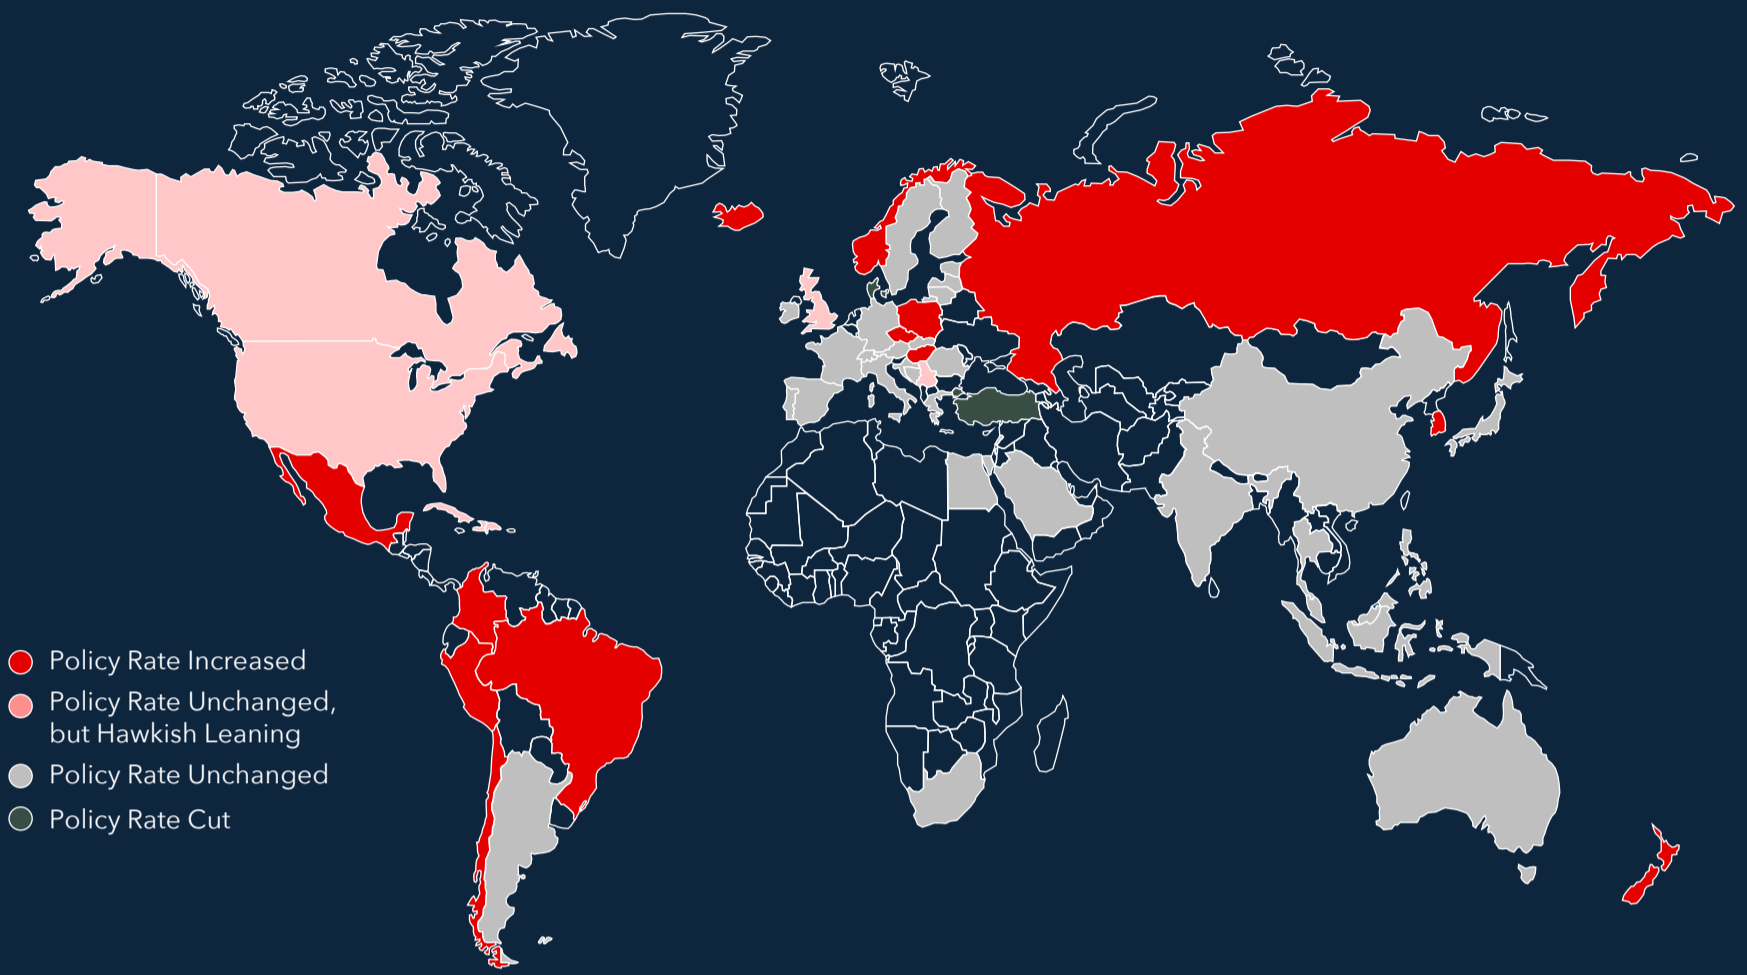 Policy Rate Increased
Policy Rate Unchanged,
but Hawkish Leaning
Policy Rate Unchanged
Policy Rate Cut